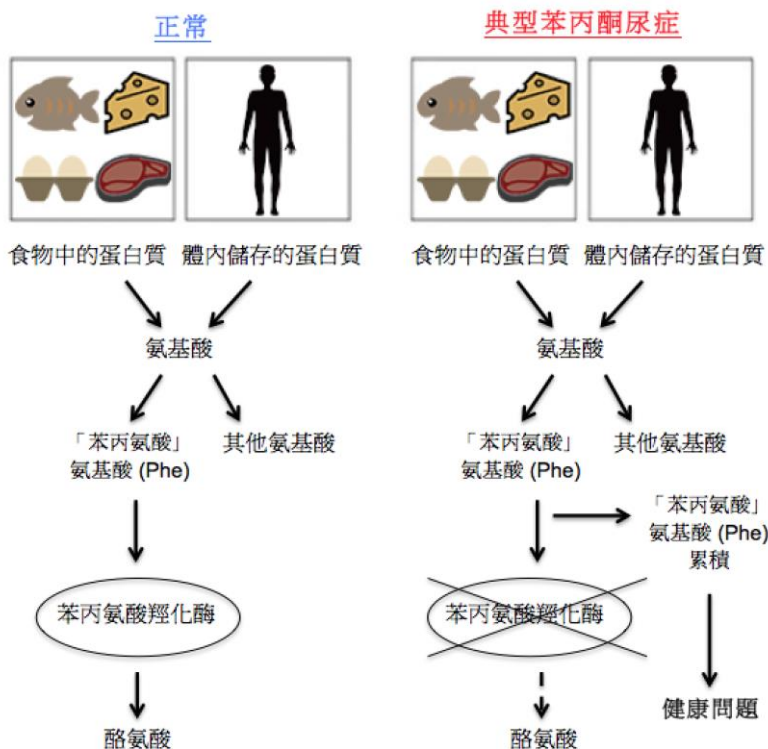 正常
食物中的蛋白質
體內儲存的蛋白質
氨基酸
「苯丙氨酸」
氨基酸 (Phe)
其他氨基酸
苯丙氨酸羥化酶
酪氨酸
典型苯丙酮尿症
食物中的蛋白質
體內儲存的蛋白質
氨基酸
「苯丙氨酸」
氨基酸 (Phe)
其他氨基酸
「苯丙氨酸」
氨基酸 (Phe)
累積
苯丙氨酸羥化酶
健康問題
酪氨酸